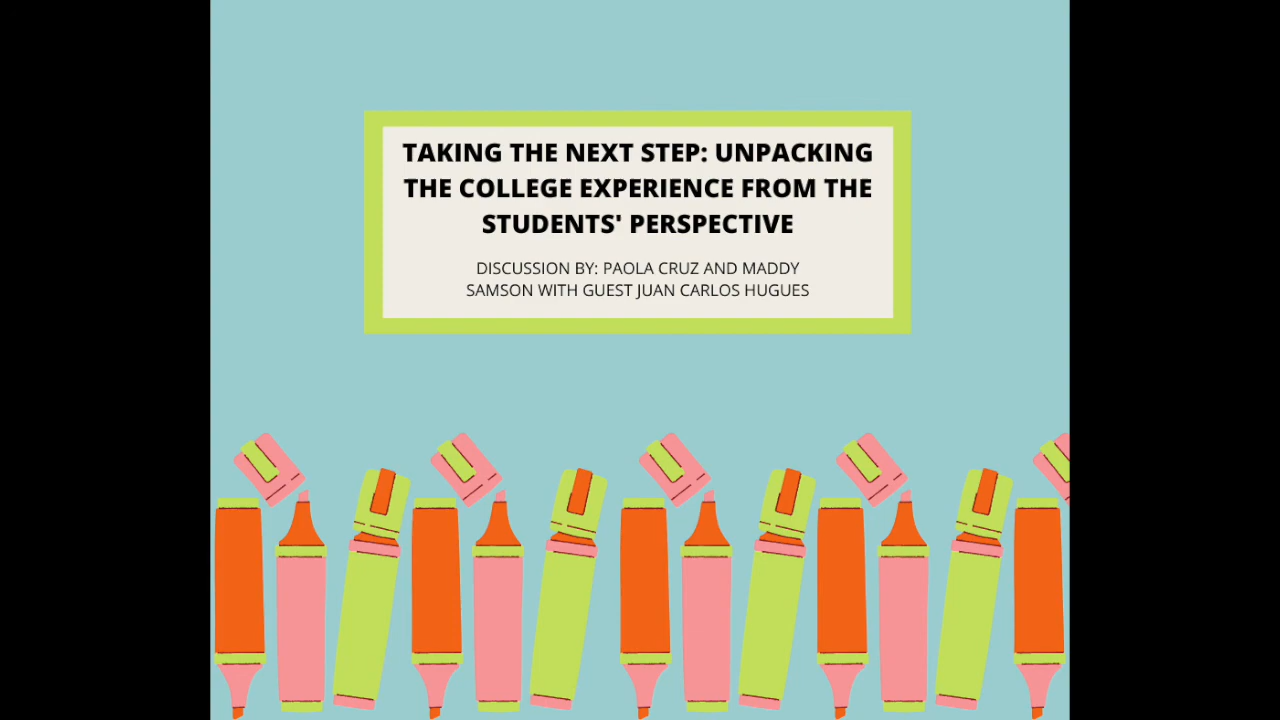 TAKING THE NEXT STEP: UNPACKING
THE COLLEGE EXPERIENCE FROM THE
STUDENTS' PERSPECTIVE
DISCUSSION BY: PAOLA CRUZ AND MADDY
SAMSON WITH GUEST JUAN CARLOS HUGUES